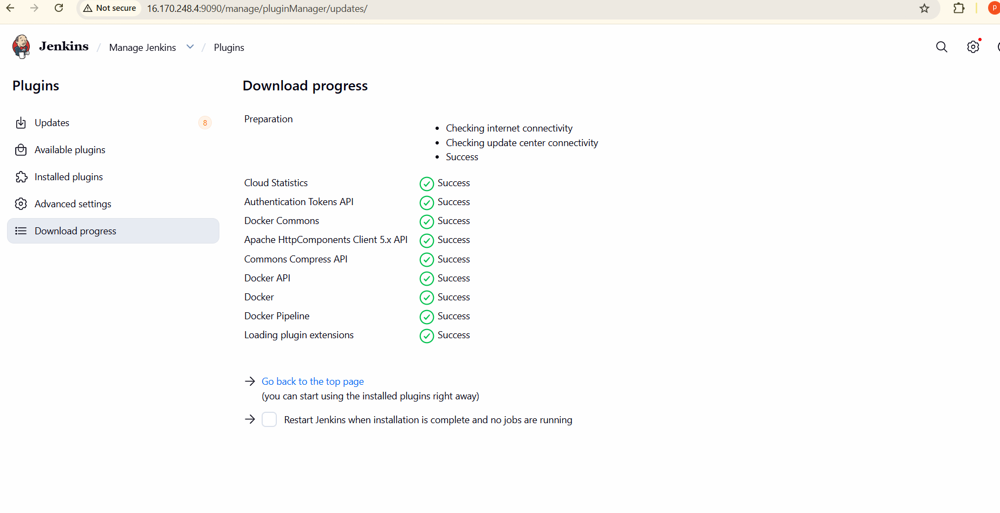 Not secure 16.170.248.4:9090/manage/pluginManager/updates/
P
Jenkins / Manage Jenkins / Plugins
Plugins
Updates 8
Available plugins
Installed plugins
Advanced settings
Download progress
Download progress
Preparation
• Checking internet connectivity
• Checking update center connectivity
• Success
Cloud Statistics Success
Authentication Tokens API Success
Docker Commons Success
Apache HttpComponents Client 5.x API Success
Commons Compress API Success
Docker API Success
Docker Success
Docker Pipeline Success
Loading plugin extensions Success
→ Go back to the top page
(you can start using the installed plugins right away)
→ Restart Jenkins when installation is complete and no jobs are running